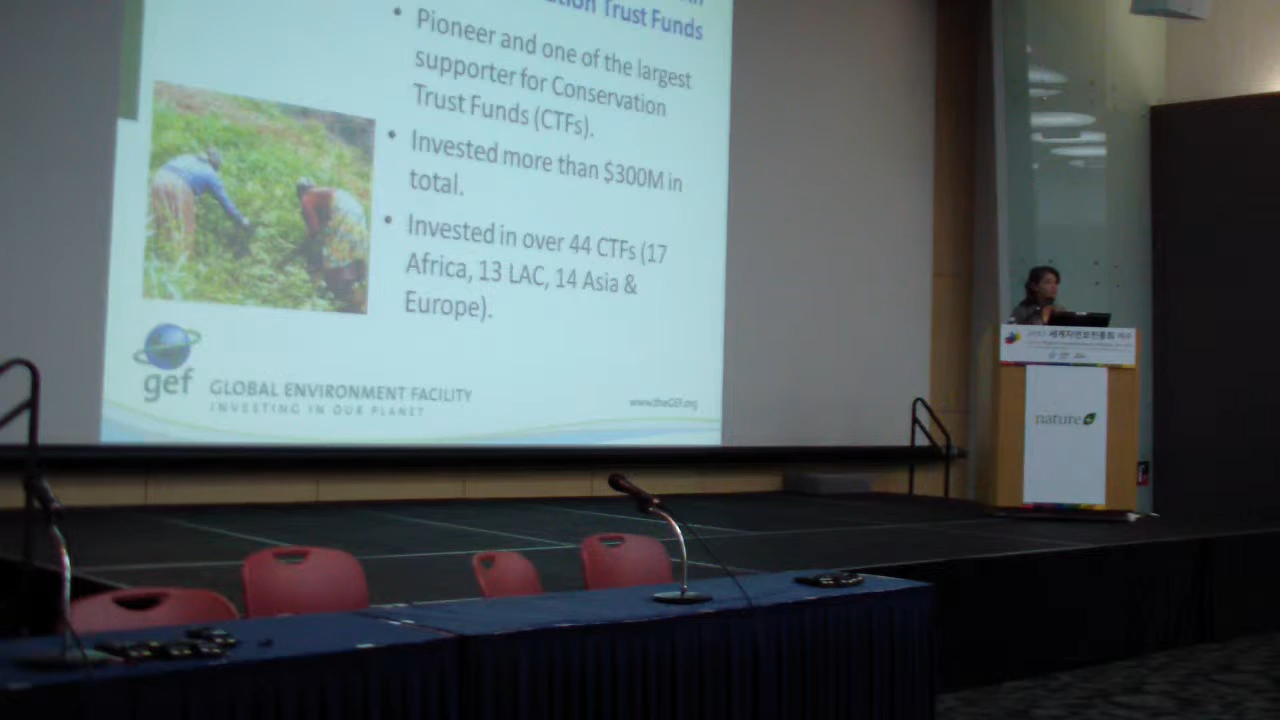 Trust Funds
• Pioneer and one of the largest
supporter for Conservation
Trust Funds (CTFs).
• Invested more than $300M in
total.
• Invested in over 44 CTFs (17
Africa, 13 LAC, 14 Asia &
Europe).
gef
GLOBAL ENVIRONMENT FACILITY
INVESTING IN OUR PLANET
www.theGEF.org
nature+